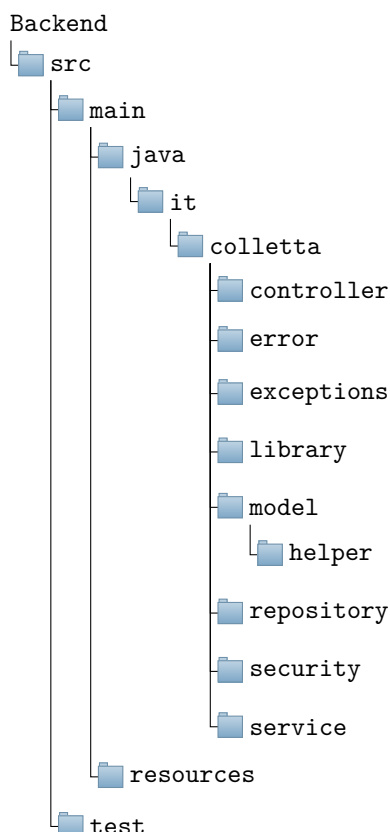 Backend
src
main
java
it
colletta
controller
error
exceptions
library
model
helper
repository
security
service
resources
test